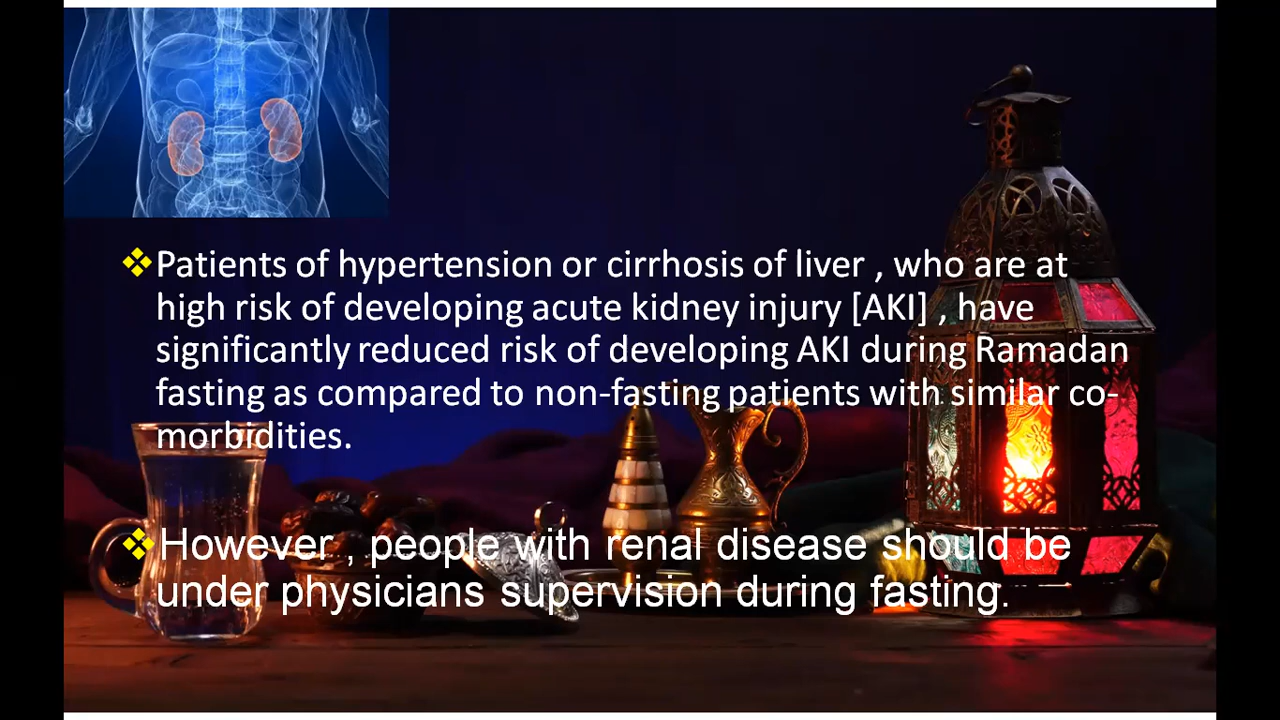 Patients of hypertension or cirrhosis of liver , who are at
high risk of developing acute kidney injury [AKI] , have
significantly reduced risk of developing AKI during Ramadan
fasting as compared to non-fasting patients with similar co-
morbidities.
However , people with renal disease should be
under physicians supervision during fasting.